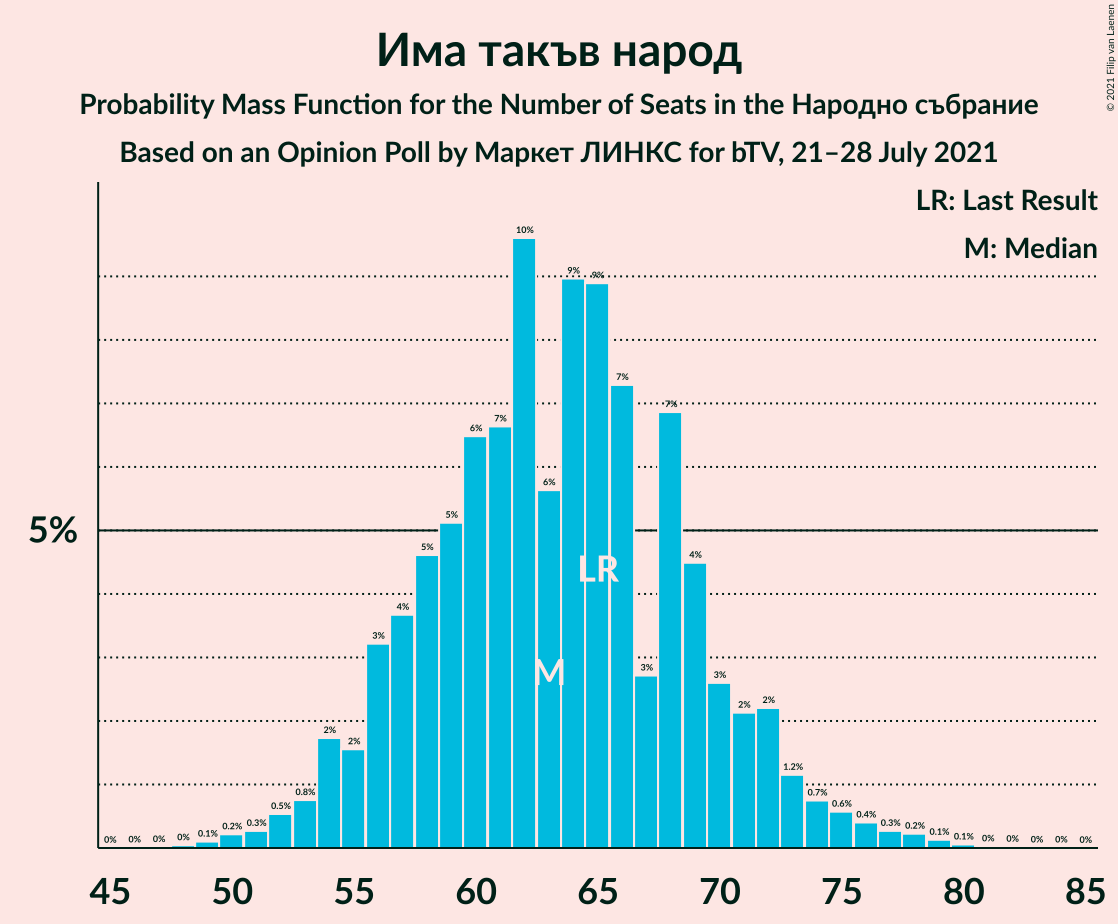 Има такъв народ
Probability Mass Function for the Number of Seats in the Народно събрание
Based on an Opinion Poll by Маркет ЛИНКС for bTV, 21–28 July 2021
© 2021 Filip van Laenen
LR: Last Result
M: Median
5%
0% 0% 0% 0% 0.1% 0.2% 0.3% 0.5% 0.8% 2% 2% 3% 4% 5% 5% 6% 7% 10% 6% 9% 9% 7% 3% 7% 4% 3% 2% 2% 1.2% 0.7% 0.6% 0.4% 0.3% 0.2% 0.1% 0.1% 0% 0% 0% 0% 0%
LR
M
45 50 55 60 65 70 75 80 85